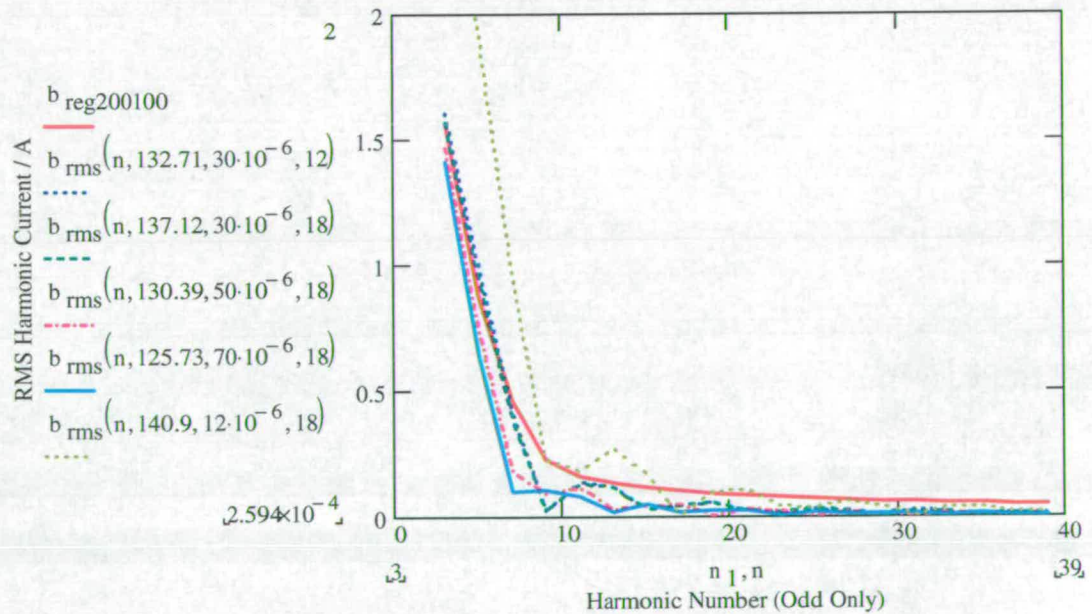 2
2
b reg200100
b rms(n, 132.71, 30·10^−6, 12)
b rms(n, 137.12, 30·10^−6, 18)
b rms(n, 130.39, 50·10^−6, 18)
b rms(n, 125.73, 70·10^−6, 18)
b rms(n, 140.9, 12·10^−6, 18)
2.594×10^−4
RMS Harmonic Current / A
1.5
1
0.5
0
0
10
20
30
40
3
n 1, n
39
Harmonic Number (Odd Only)